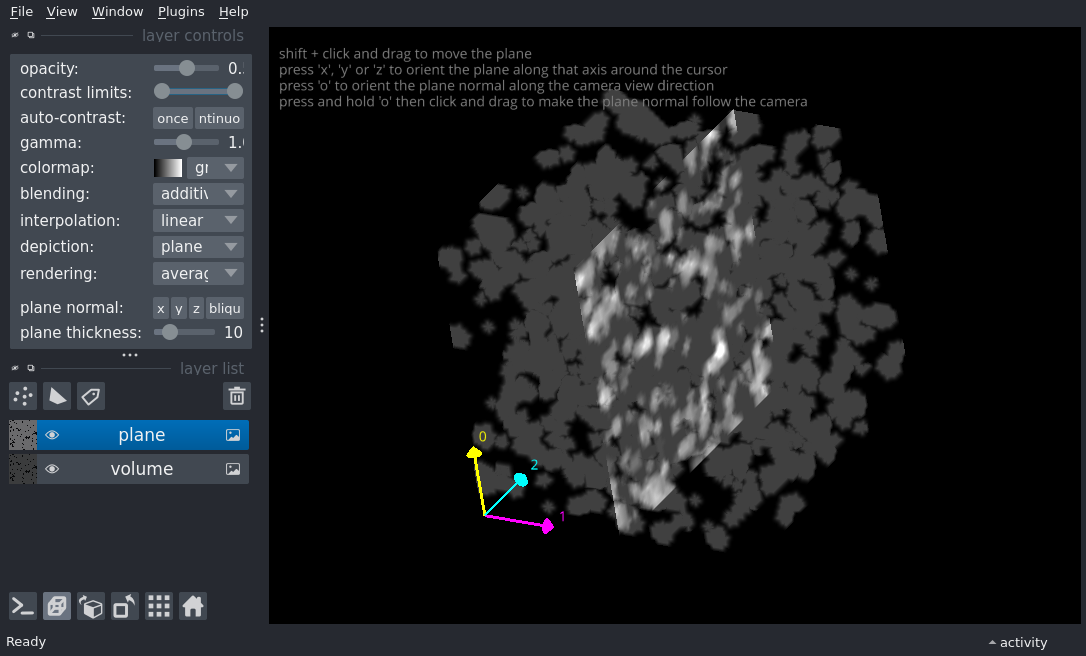 File View Window Plugins Help
layer controls
opacity: 0.
contrast limits:
auto-contrast: once ntinuo
gamma: 1.
colormap: gr
blending: additiv
interpolation: linear
depiction: plane
rendering: averag
plane normal: x y z bliqu
plane thickness: 10
layer list
plane
volume
shift + click and drag to move the plane
press 'x', 'y' or 'z' to orient the plane along that axis around the cursor
press 'o' to orient the plane normal along the camera view direction
press and hold 'o' then click and drag to make the plane normal follow the camera
0
2
1
Ready
activity